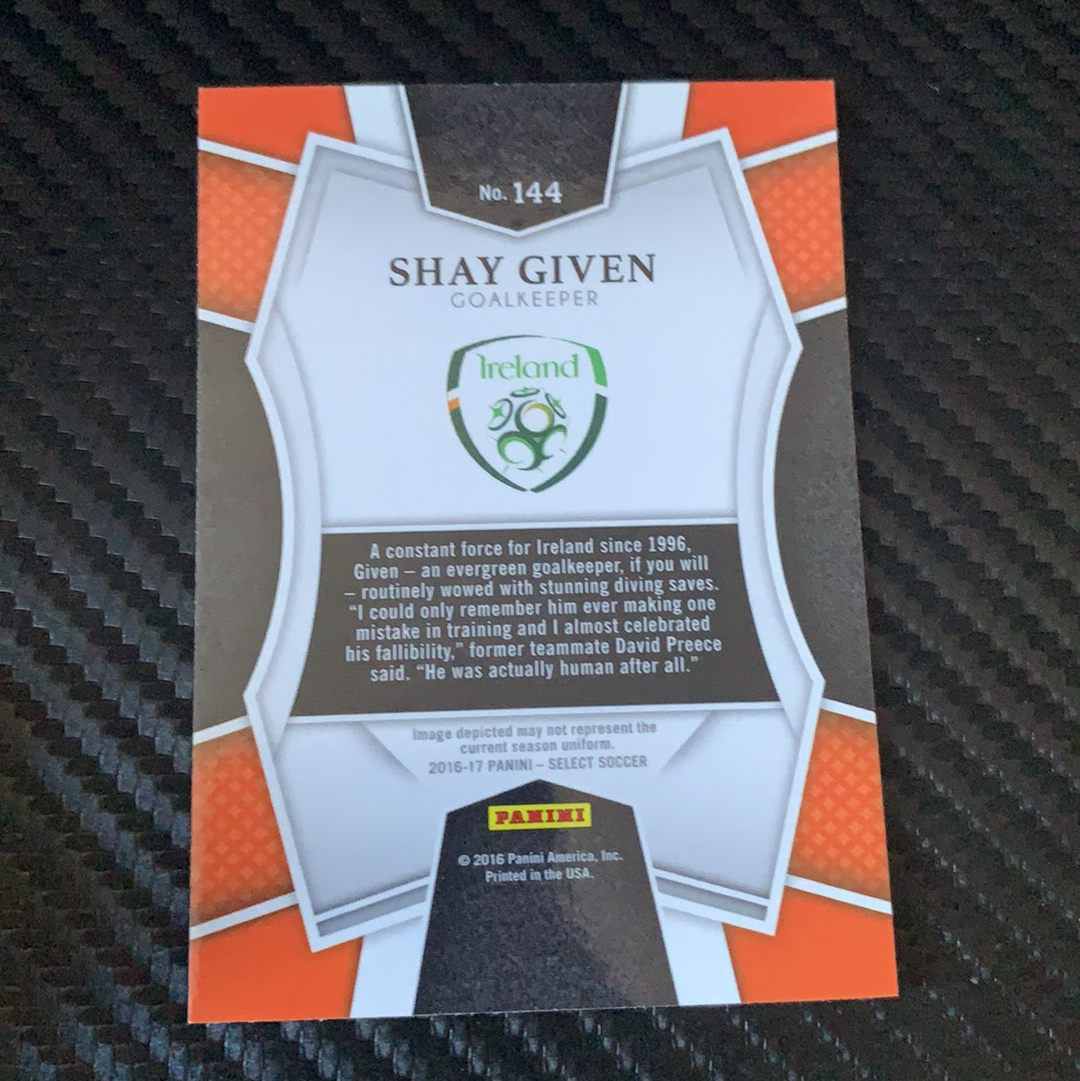 No. 144
SHAY GIVEN
GOALKEEPER
Ireland
A constant force for Ireland since 1996,
Given – an evergreen goalkeeper, if you will
– routinely wowed with stunning diving saves.
“I could only remember him ever making one
mistake in training and I almost celebrated
his fallibility,” former teammate David Preece
said. “He was actually human after all.”
Image depicted may not represent the
current season uniform.
2016-17 PANINI – SELECT SOCCER
PANINI
© 2016 Panini America, Inc.
Printed in the USA.